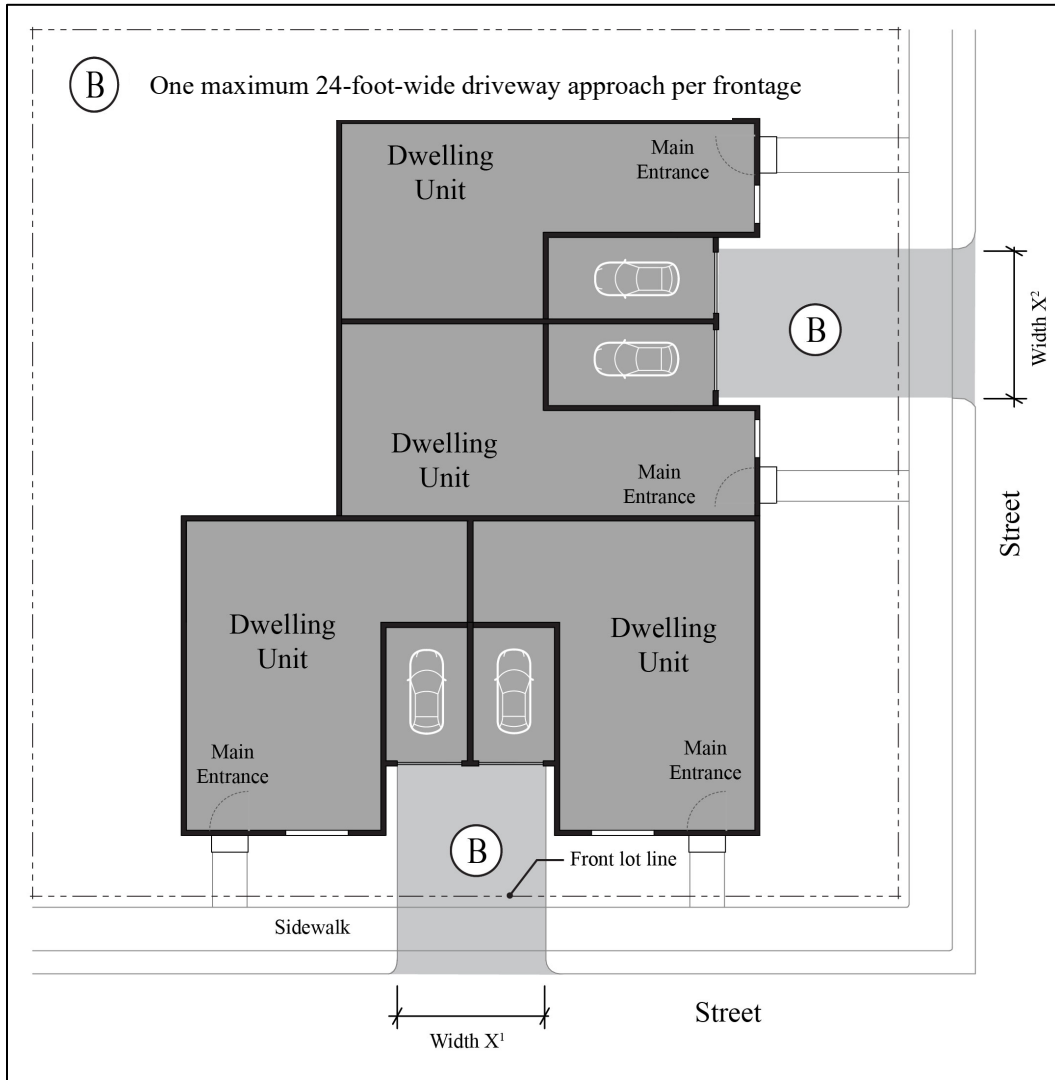 B One maximum 24-foot-wide driveway approach per frontage
Dwelling
Unit
Main
Entrance
B
Width X²
Dwelling
Unit
Main
Entrance
Street
Dwelling
Unit
Dwelling
Unit
Main
Entrance
Main
Entrance
B
Front lot line
Sidewalk
Street
Width X¹